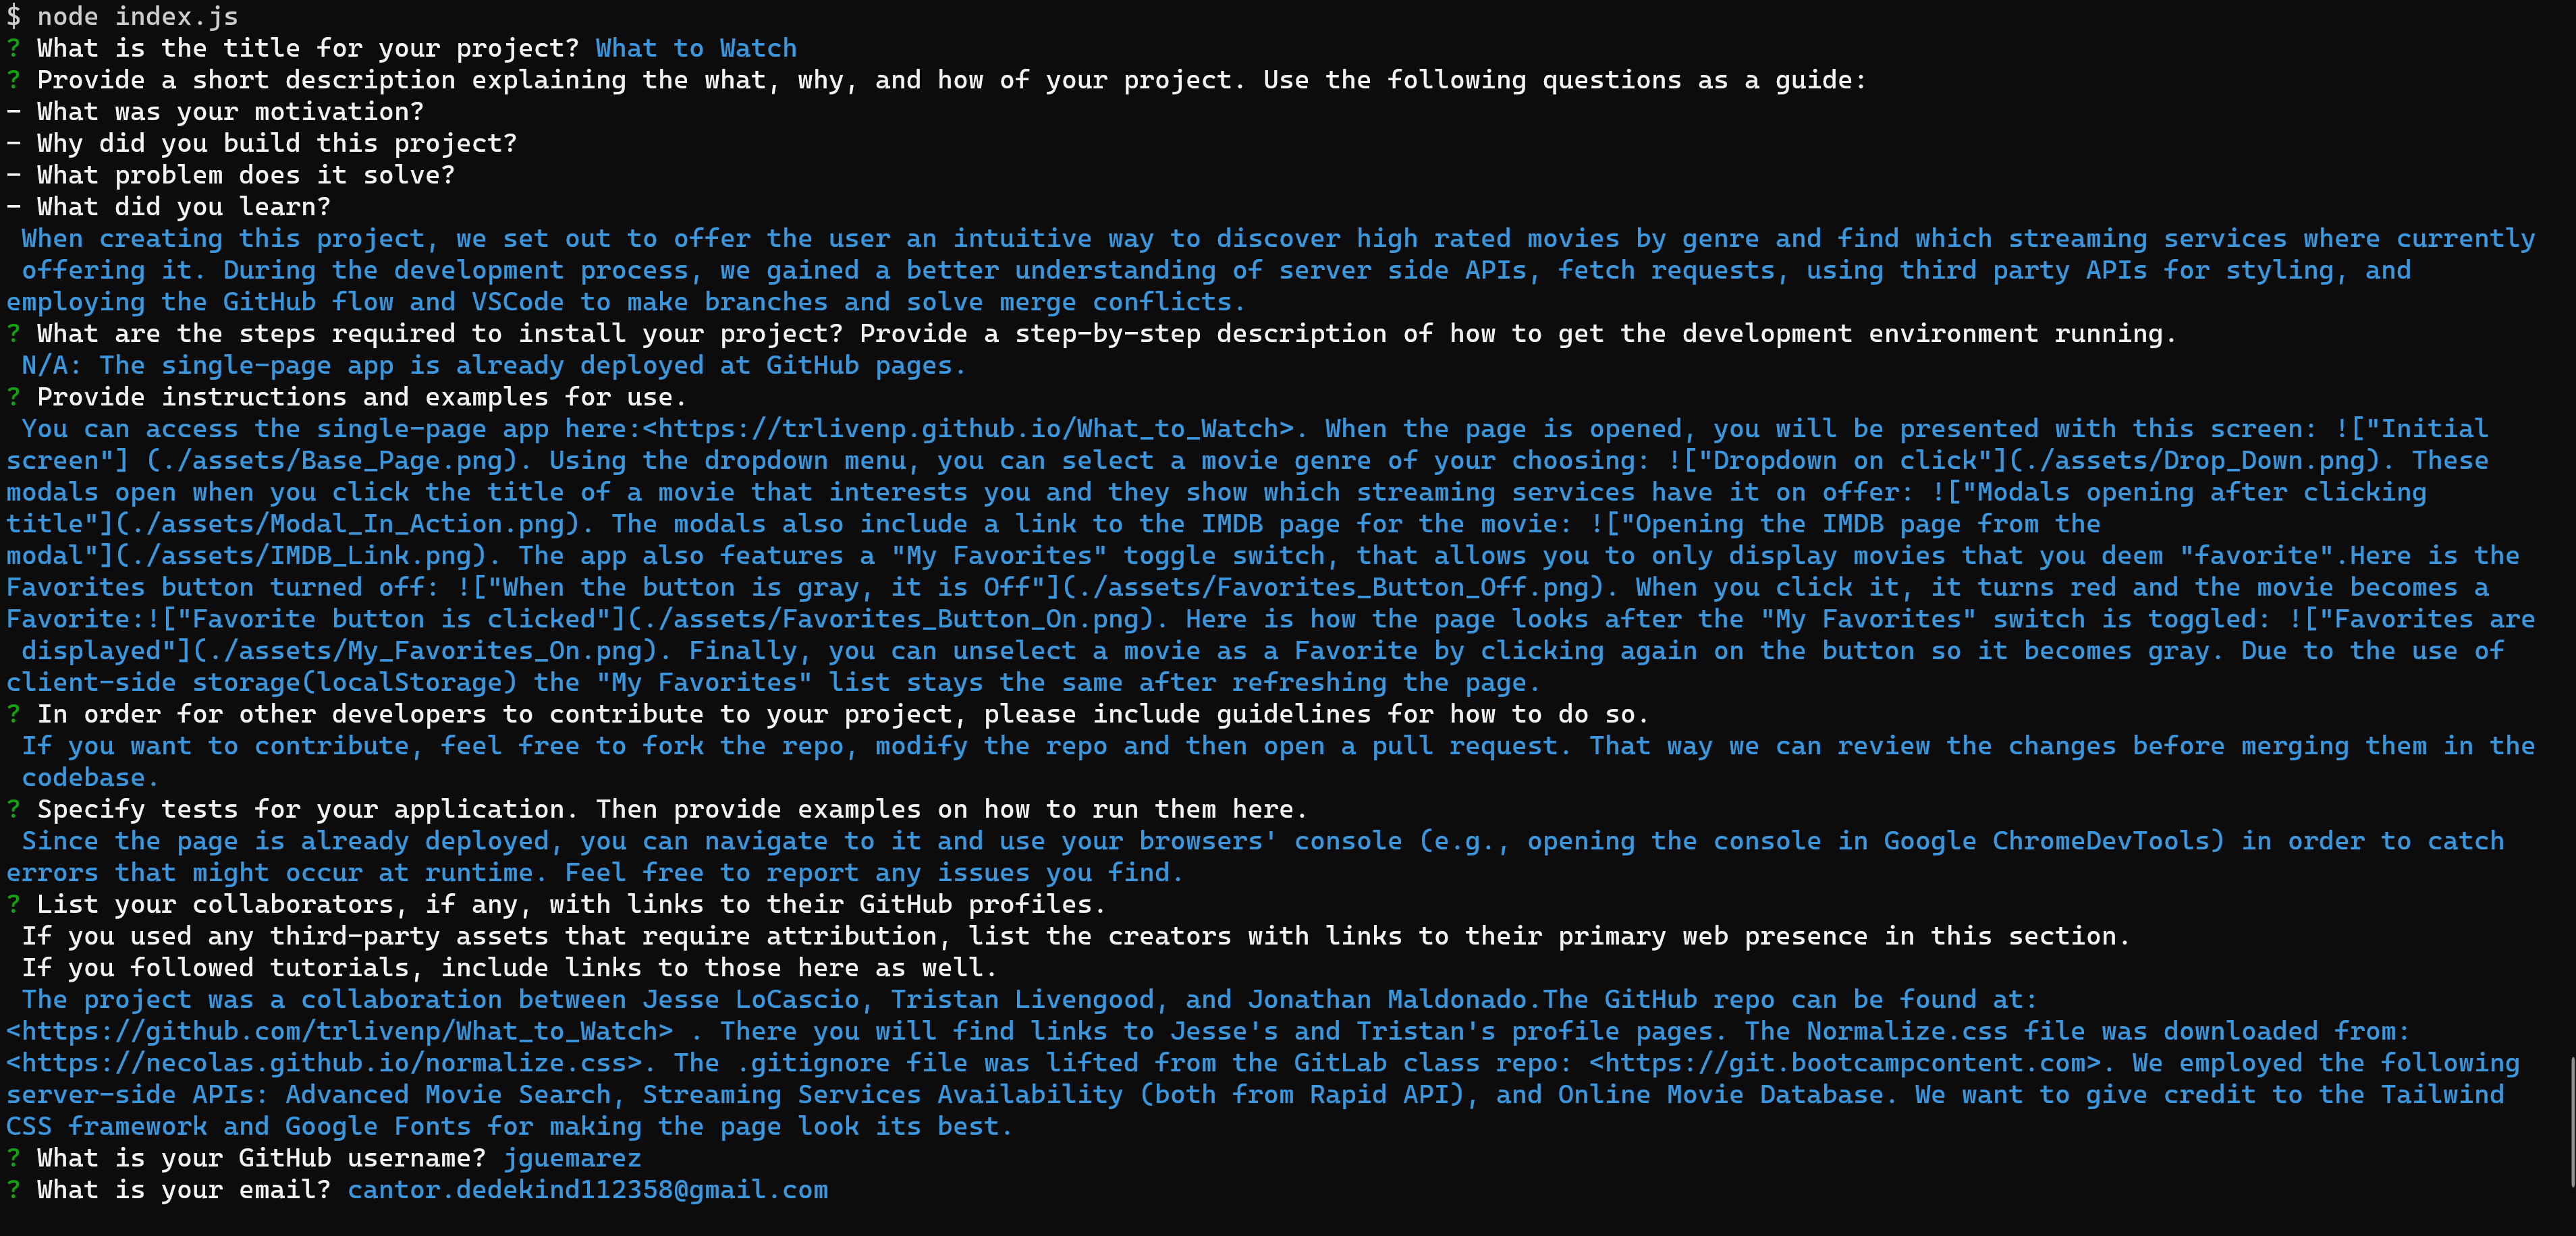 $ node index.js
? What is the title for your project? What to Watch
? Provide a short description explaining the what, why, and how of your project. Use the following questions as a guide:
- What was your motivation?
- Why did you build this project?
- What problem does it solve?
- What did you learn?
When creating this project, we set out to offer the user an intuitive way to discover high rated movies by genre and find which streaming services where currently
offering it. During the development process, we gained a better understanding of server side APIs, fetch requests, using third party APIs for styling, and
employing the GitHub flow and VSCode to make branches and solve merge conflicts.
? What are the steps required to install your project? Provide a step-by-step description of how to get the development environment running.
N/A: The single-page app is already deployed at GitHub pages.
? Provide instructions and examples for use.
You can access the single-page app here:<https://trlivenp.github.io/What_to_Watch>. When the page is opened, you will be presented with this screen: !["Initial
screen"] (./assets/Base_Page.png). Using the dropdown menu, you can select a movie genre of your choosing: !["Dropdown on click"](./assets/Drop_Down.png). These
modals open when you click the title of a movie that interests you and they show which streaming services have it on offer: !["Modals opening after clicking
title"](./assets/Modal_In_Action.png). The modals also include a link to the IMDB page for the movie: !["Opening the IMDB page from the
modal"](./assets/IMDB_Link.png). The app also features a "My Favorites" toggle switch, that allows you to only display movies that you deem "favorite".Here is the
Favorites button turned off: !["When the button is gray, it is Off"](./assets/Favorites_Button_Off.png). When you click it, it turns red and the movie becomes a
Favorite:!["Favorite button is clicked"](./assets/Favorites_Button_On.png). Here is how the page looks after the "My Favorites" switch is toggled: !["Favorites are
displayed"](./assets/My_Favorites_On.png). Finally, you can unselect a movie as a Favorite by clicking again on the button so it becomes gray. Due to the use of
client-side storage(localStorage) the "My Favorites" list stays the same after refreshing the page.
? In order for other developers to contribute to your project, please include guidelines for how to do so.
If you want to contribute, feel free to fork the repo, modify the repo and then open a pull request. That way we can review the changes before merging them in the
codebase.
? Specify tests for your application. Then provide examples on how to run them here.
Since the page is already deployed, you can navigate to it and use your browsers' console (e.g., opening the console in Google ChromeDevTools) in order to catch
errors that might occur at runtime. Feel free to report any issues you find.
? List your collaborators, if any, with links to their GitHub profiles.
If you used any third-party assets that require attribution, list the creators with links to their primary web presence in this section.
If you followed tutorials, include links to those here as well.
The project was a collaboration between Jesse LoCascio, Tristan Livengood, and Jonathan Maldonado.The GitHub repo can be found at:
<https://github.com/trlivenp/What_to_Watch> . There you will find links to Jesse's and Tristan's profile pages. The Normalize.css file was downloaded from:
<https://necolas.github.io/normalize.css>. The .gitignore file was lifted from the GitLab class repo: <https://git.bootcampcontent.com>. We employed the following
server-side APIs: Advanced Movie Search, Streaming Services Availability (both from Rapid API), and Online Movie Database. We want to give credit to the Tailwind
CSS framework and Google Fonts for making the page look its best.
? What is your GitHub username? jguemarez
? What is your email? cantor.dedekind112358@gmail.com